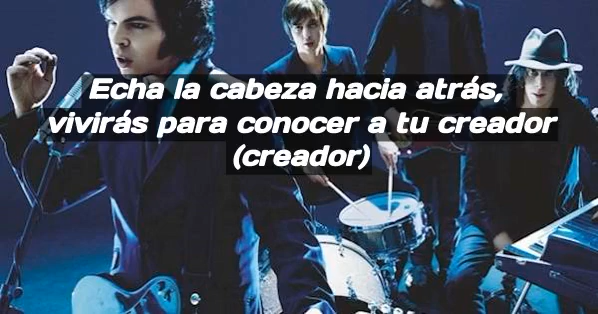 Echa la cabeza hacia atrás,
vivirás para conocer a tu creador
(creador)